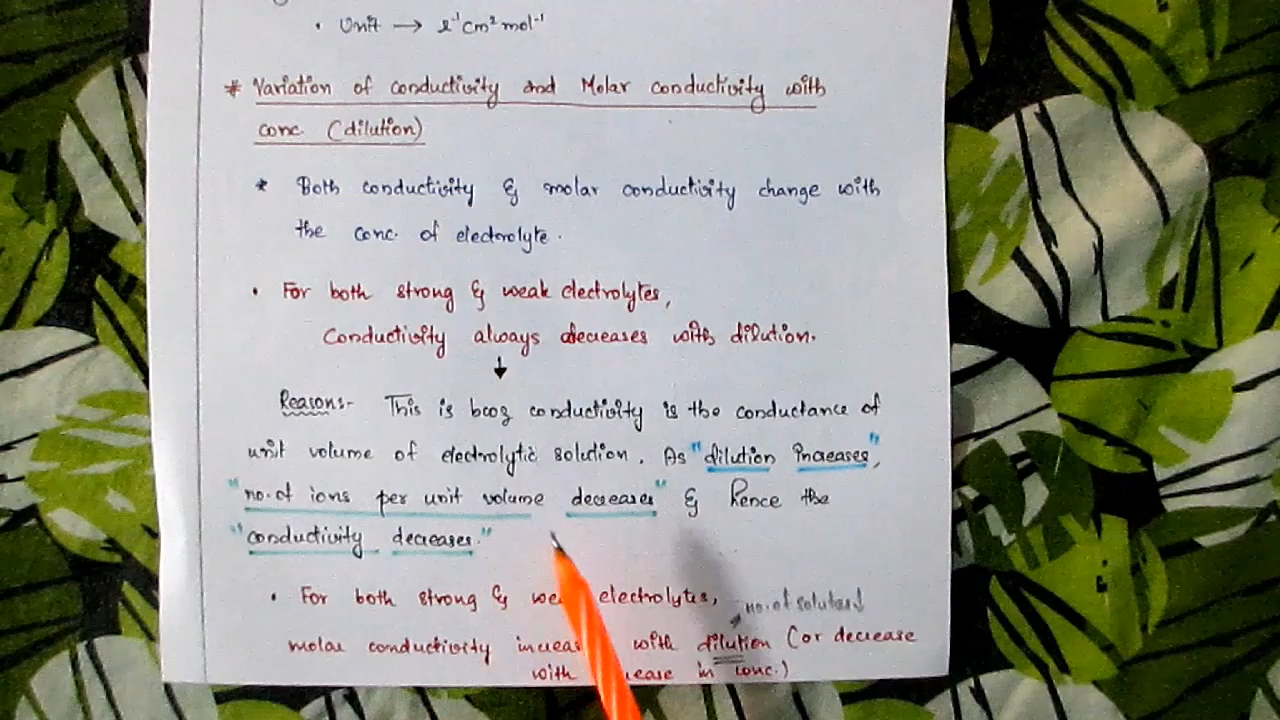 • Unit → Ω⁻¹cm² mol⁻¹
* Variation of conductivity and Molar conductivity with
conc. (dilution)
* Both conductivity & molar conductivity change with
the conc. of electrolyte.
• For both strong & weak electrolytes,
Conductivity always decreases with dilution.
↓
Reasons:- This is bcoz conductivity is the conductance of
unit volume of electrolytic solution. As "dilution increases",
"no. of ions per unit volume decreases" & hence the
"conductivity decreases."
• For both strong & electrolytes, no. of solution↓
molar conductivity with dilution (or decrease
with in conc.)